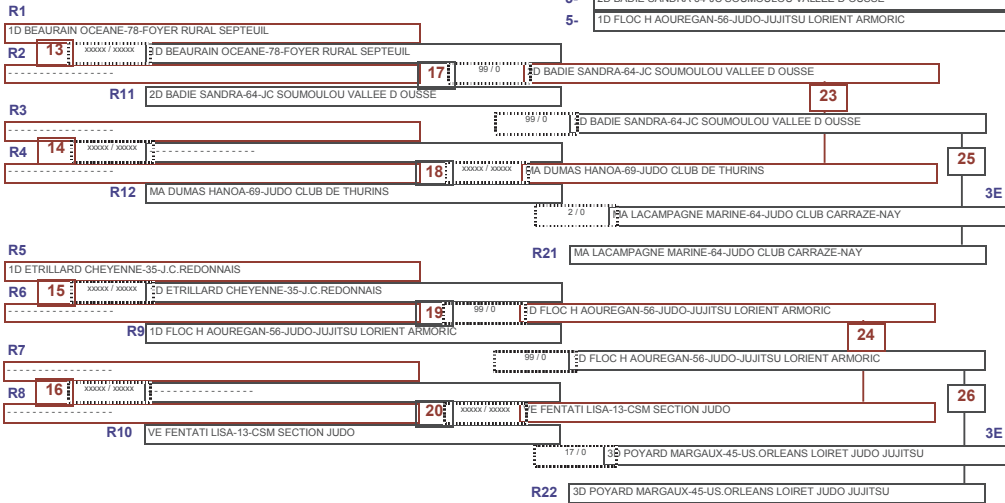 5- 1D FLOC H AOUREGAN-56-JUDO-JUJITSU LORIENT ARMORIC
R1
1D BEAURAIN OCEANE-78-FOYER RURAL SEPTEUIL
R2 13 xxxxx / xxxxx D BEAURAIN OCEANE-78-FOYER RURAL SEPTEUIL
- - - - - - - - - - - - - - - - 17 99 / 0 D BADIE SANDRA-64-JC SOUMOULOU VALLEE D OUSSE
R11 2D BADIE SANDRA-64-JC SOUMOULOU VALLEE D OUSSE
23
R3
99 / 0 D BADIE SANDRA-64-JC SOUMOULOU VALLEE D OUSSE
- - - - - - - - - - - - - - - -
R4 14 xxxxx / xxxxx - - - - - - - - - - - - - - - -
25
18 xxxxx / xxxxx MA DUMAS HANOA-69-JUDO CLUB DE THURINS
- - - - - - - - - - - - - - - -
R12 MA DUMAS HANOA-69-JUDO CLUB DE THURINS
3E
2 / 0 MA LACAMPAGNE MARINE-64-JUDO CLUB CARRAZE-NAY
R5
R21 MA LACAMPAGNE MARINE-64-JUDO CLUB CARRAZE-NAY
1D ETRILLARD CHEYENNE-35-J.C.REDONNAIS
R6 15 xxxxx / xxxxx D ETRILLARD CHEYENNE-35-J.C.REDONNAIS
- - - - - - - - - - - - - - - - 19 99 / 0 D FLOC H AOUREGAN-56-JUDO-JUJITSU LORIENT ARMORIC
R9 1D FLOC H AOUREGAN-56-JUDO-JUJITSU LORIENT ARMORIC
24
R7
99 / 0 D FLOC H AOUREGAN-56-JUDO-JUJITSU LORIENT ARMORIC
- - - - - - - - - - - - - - - -
R8 16 xxxxx / xxxxx - - - - - - - - - - - - - - - -
26
- - - - - - - - - - - - - - - - 20 xxxxx / xxxxx VE FENTATI LISA-13-CSM SECTION JUDO
R10 VE FENTATI LISA-13-CSM SECTION JUDO
3E
17 / 0 3D POYARD MARGAUX-45-US.ORLEANS LOIRET JUDO JUJITSU
R22 3D POYARD MARGAUX-45-US.ORLEANS LOIRET JUDO JUJITSU